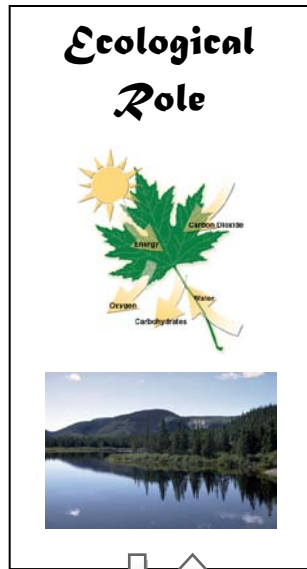 Ecological
Role
Carbon Dioxide
Energy
Oxygen
Water
Carbohydrates